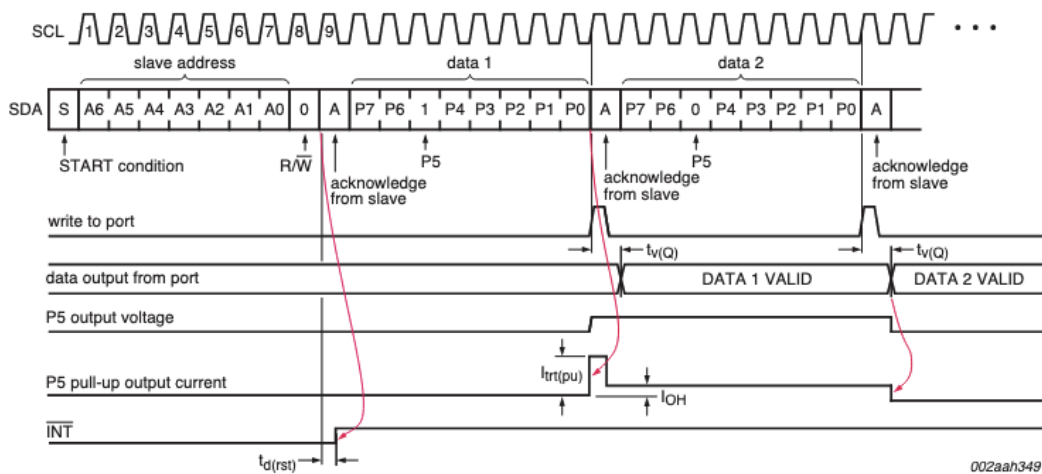 SCL 1 2 3 4 5 6 7 8 9 • • •
slave address data 1 data 2
SDA S A6 A5 A4 A3 A2 A1 A0 0 A P7 P6 1 P4 P3 P2 P1 P0 A P7 P6 0 P4 P3 P2 P1 P0 A
START condition R/W̅ P5 P5
acknowledge
from slave
acknowledge
from slave
acknowledge
from slave
write to port
tv(Q) tv(Q)
data output from port DATA 1 VALID DATA 2 VALID
P5 output voltage
P5 pull-up output current Itrt(pu) IOH
I̅N̅T̅
td(rst)
002aah349